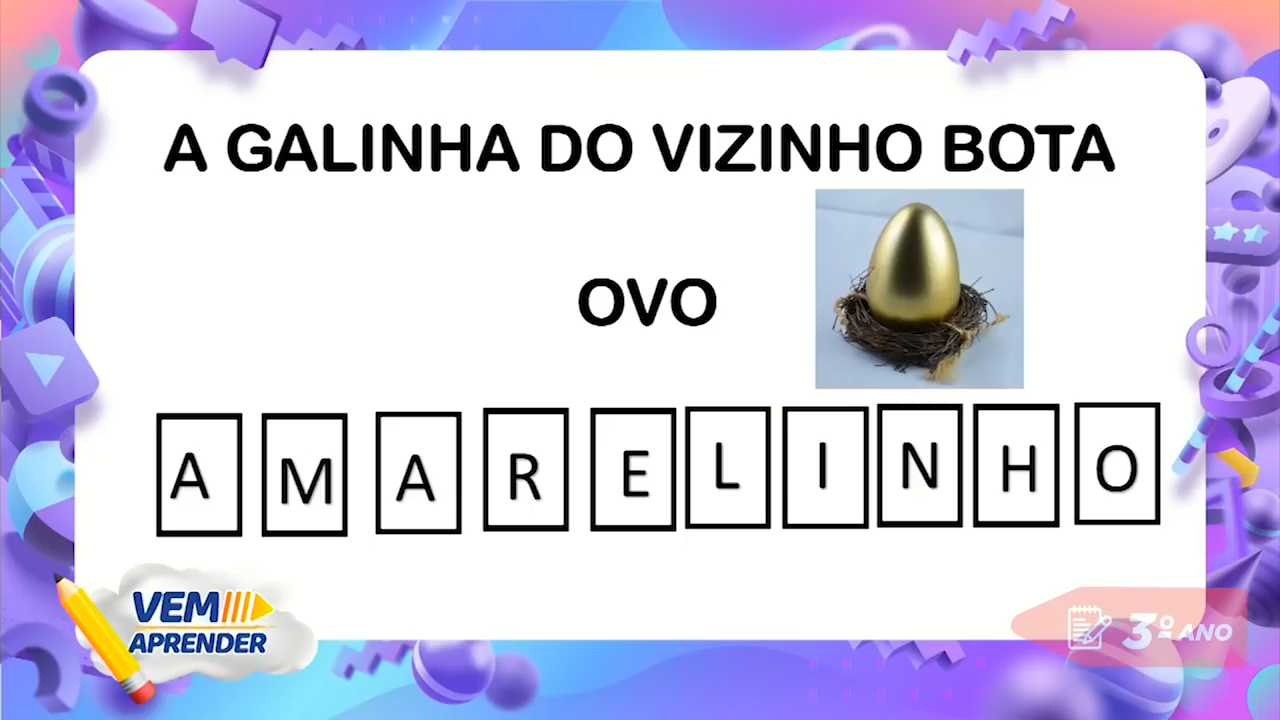 A GALINHA DO VIZINHO BOTA
OVO
A M A R E L I N H O
VEM
APRENDER
3º ANO